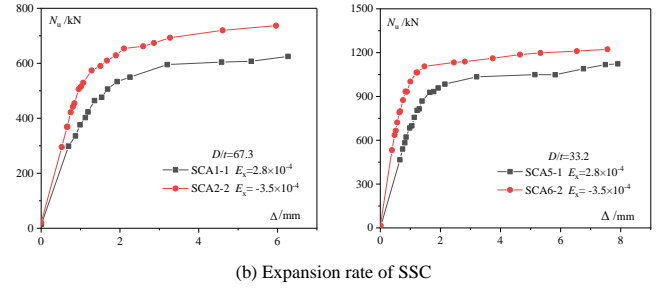 N_u /kN
800
600
400
200
0
D/t=67.3
SCA1-1 E_x=2.8×10^-4
SCA2-2 E_x= -3.5×10^-4
Δ/mm
0 2 4 6
N_u /kN
1500
1200
900
600
300
0
D/t=33.2
SCA5-1 E_x=2.8×10^-4
SCA6-2 E_x= -3.5×10^-4
Δ/mm
0 2 4 6 8
(b) Expansion rate of SSC